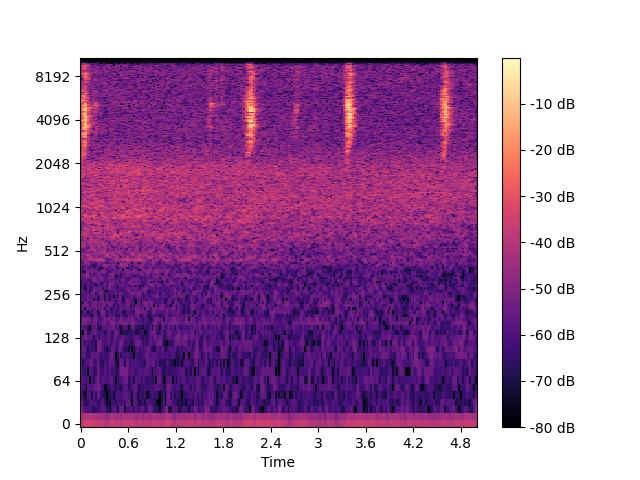 8192
4096
2048
1024
512
256
128
64
0
Hz
0 0.6 1.2 1.8 2.4 3 3.6 4.2 4.8
Time
-10 dB
-20 dB
-30 dB
-40 dB
-50 dB
-60 dB
-70 dB
-80 dB